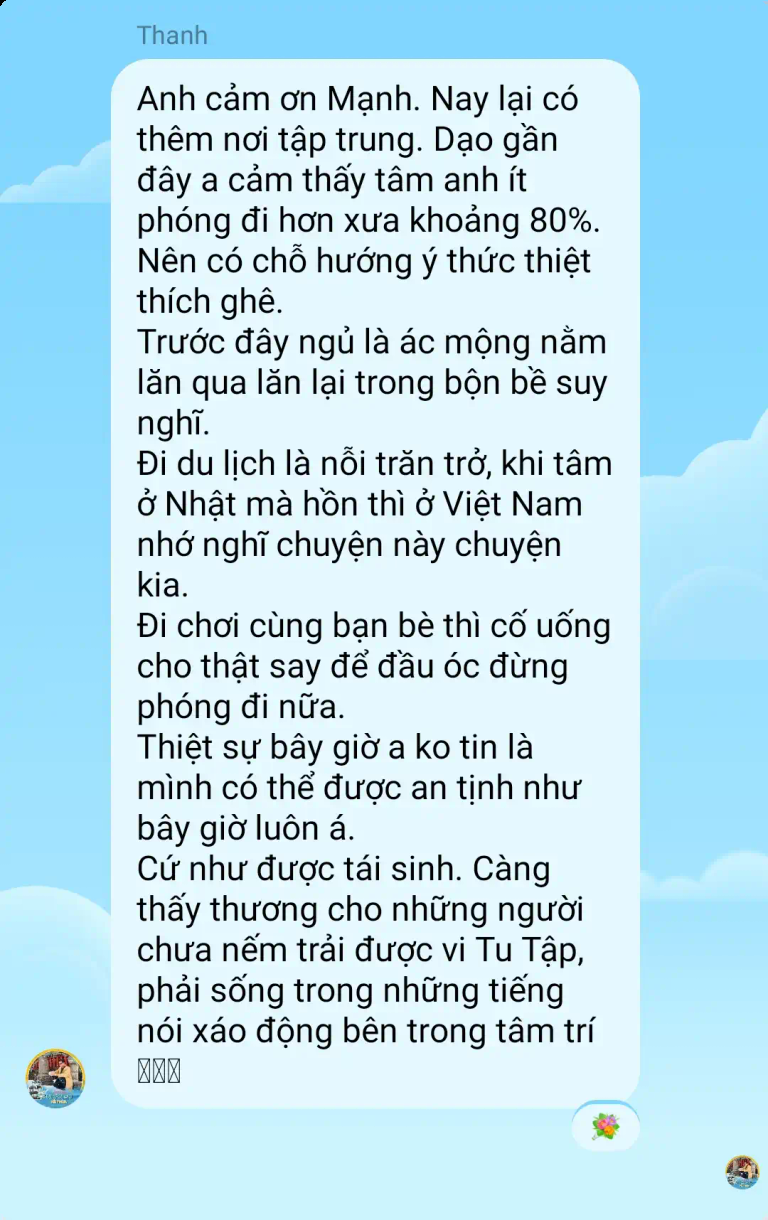 Thanh
Anh cảm ơn Mạnh. Nay lại có
thêm nơi tập trung. Dạo gần
đây a cảm thấy tâm anh ít
phóng đi hơn xưa khoảng 80%.
Nên có chỗ hướng ý thức thiệt
thích ghê.
Trước đây ngủ là ác mộng nằm
lăn qua lăn lại trong bộn bề suy
nghĩ.
Đi du lịch là nỗi trăn trở, khi tâm
ở Nhật mà hồn thì ở Việt Nam
nhớ nghĩ chuyện này chuyện
kia.
Đi chơi cùng bạn bè thì cố uống
cho thật say để đầu óc đừng
phóng đi nữa.
Thiệt sự bây giờ a ko tin là
mình có thể được an tịnh như
bây giờ luôn á.
Cứ như được tái sinh. Càng
thấy thương cho những người
chưa nếm trải được vi Tu Tập,
phải sống trong những tiếng
nói xáo động bên trong tâm trí